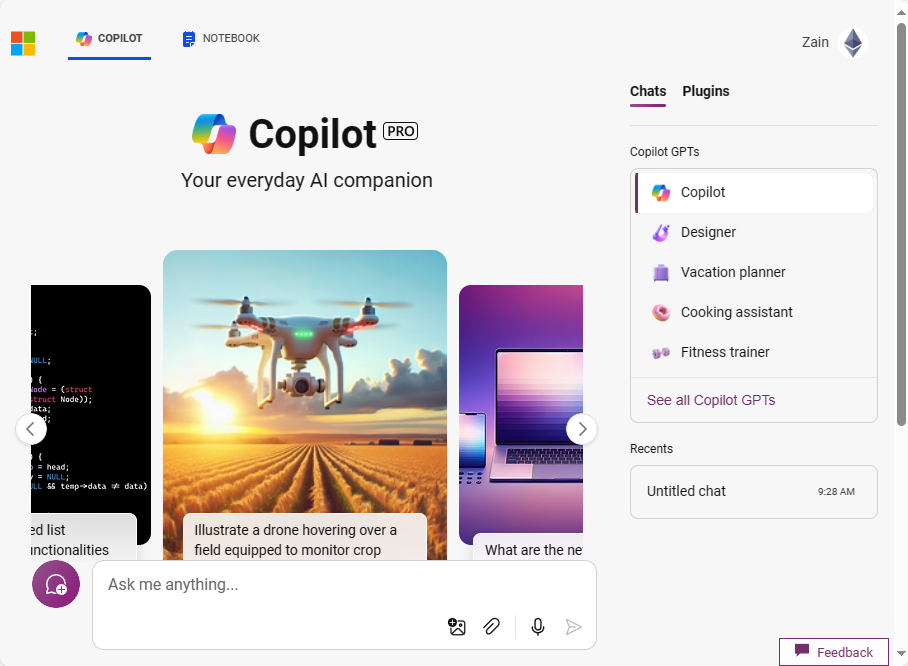 COPILOT
NOTEBOOK
Zain
Chats
Plugins
Copilot PRO
Your everyday AI companion
Copilot GPTs
Copilot
Designer
Vacation planner
Cooking assistant
Fitness trainer
See all Copilot GPTs
Recents
Untitled chat
9:28 AM
NULL;
) {
Node = (struct
struct Node));
data;
) {
= head;
= NULL;
ULL && temp->data ≠ data)
ed list
unctionalities
Illustrate a drone hovering over a
field equipped to monitor crop
What are the ne
Ask me anything...
Feedback